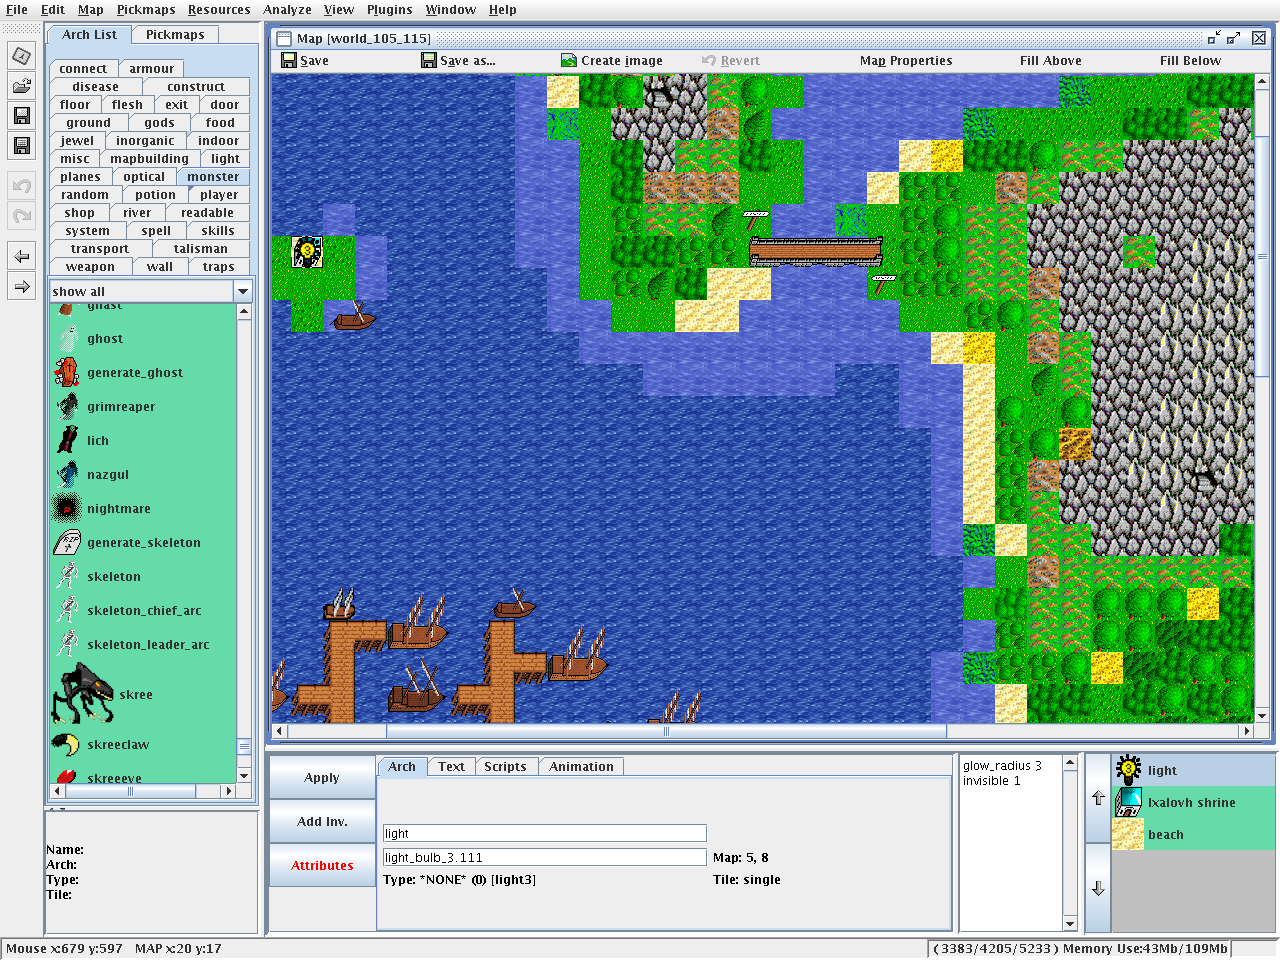 File Edit Map Pickmaps Resources Analyze View Plugins Window Help
Arch List Pickmaps
connect armour
disease construct
floor flesh exit door
ground gods food
jewel inorganic indoor
misc mapbuilding light
planes optical monster
random potion player
shop river readable
system spell skills
transport talisman
weapon wall traps
show all
ghast
ghost
generate_ghost
grimreaper
lich
nazgul
nightmare
generate_skeleton
skeleton
skeleton_chief_arc
skeleton_leader_arc
skree
skreeclaw
skreeeye
Name:
Arch:
Type:
Tile:
Map [world_105_115]
Save Save as... Create image Revert Map Properties Fill Above Fill Below
Apply
Add Inv.
Attributes
Arch Text Scripts Animation
light
light_bulb_3.111
Map: 5, 8
Type: *NONE* (0) [light3]
Tile: single
glow_radius 3
invisible 1
light
Ixalovh shrine
beach
Mouse x:679 y:597 MAP x:20 y:17
(3383/4205/5233) Memory Use:43Mb/109Mb